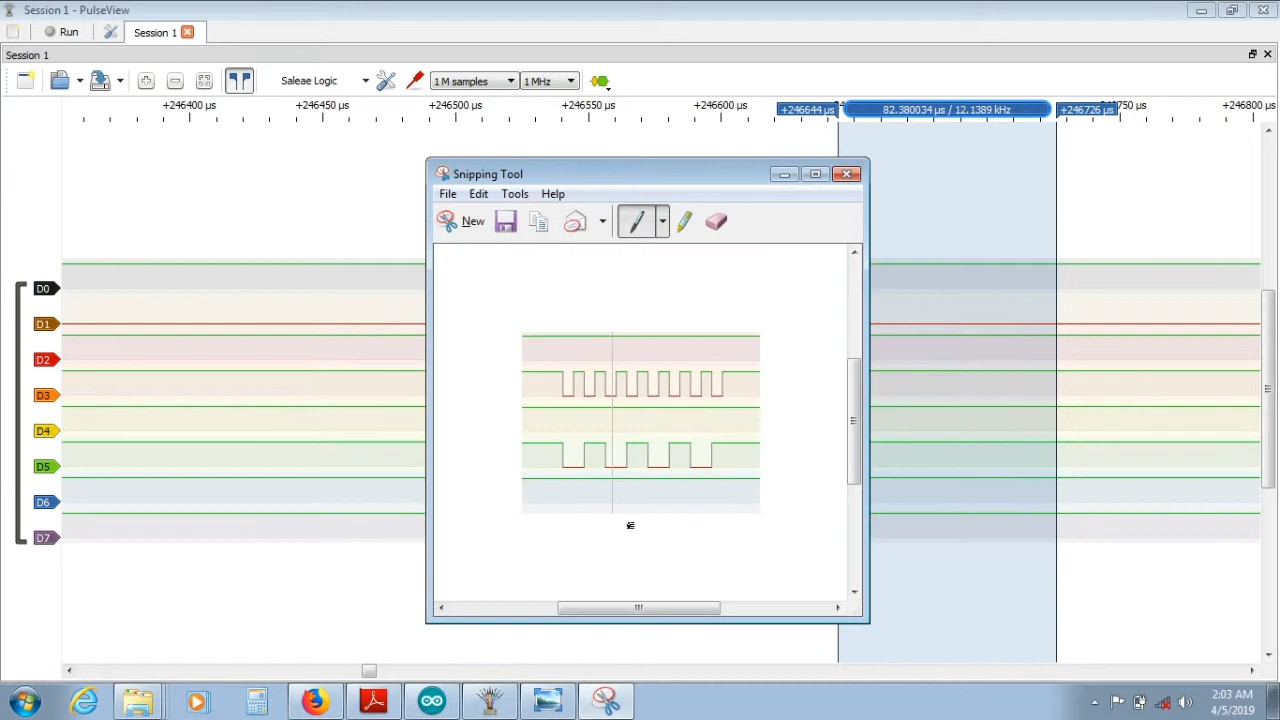 Session 1 - PulseView
Run
Session 1
Session 1
Saleae Logic
1 M samples
1 MHz
+246400 µs
+246450 µs
+246500 µs
+246550 µs
+246600 µs
+246644 µs
82.380034 µs / 12.1389 kHz
+246726 µs
750 µs
+246800 µs
Snipping Tool
File
Edit
Tools
Help
New
D0
D1
D2
D3
D4
D5
D6
D7
2:03 AM
4/5/2019